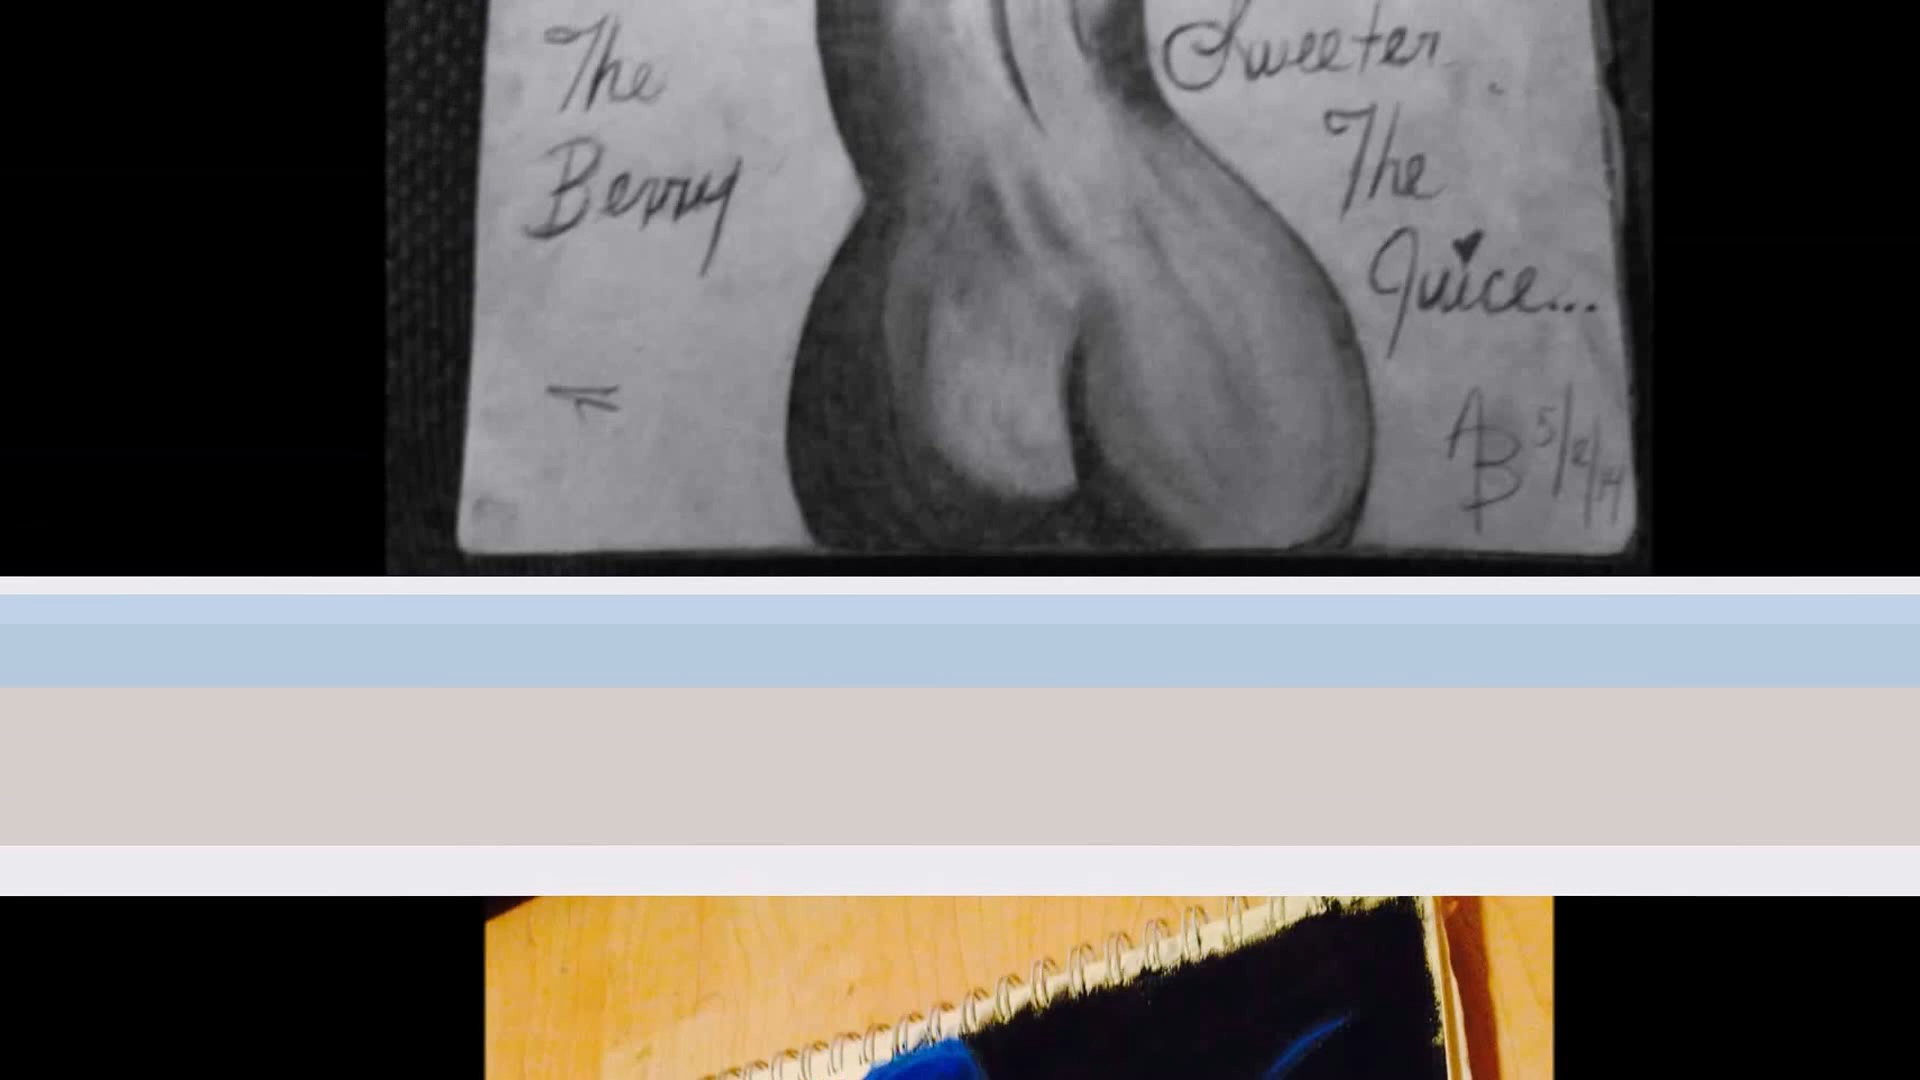 The
Berry
Sweeter
The
Juice...
AB 5/2/14